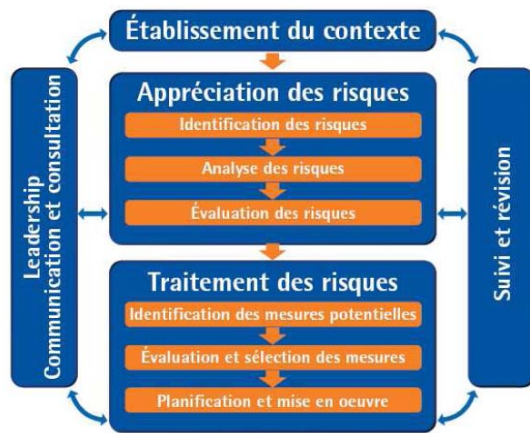 Établissement du contexte
Leadership
Communication et consultation
Appréciation des risques
Identification des risques
Analyse des risques
Évaluation des risques
Traitement des risques
Identification des mesures potentielles
Évaluation et sélection des mesures
Planification et mise en oeuvre
Suivi et révision